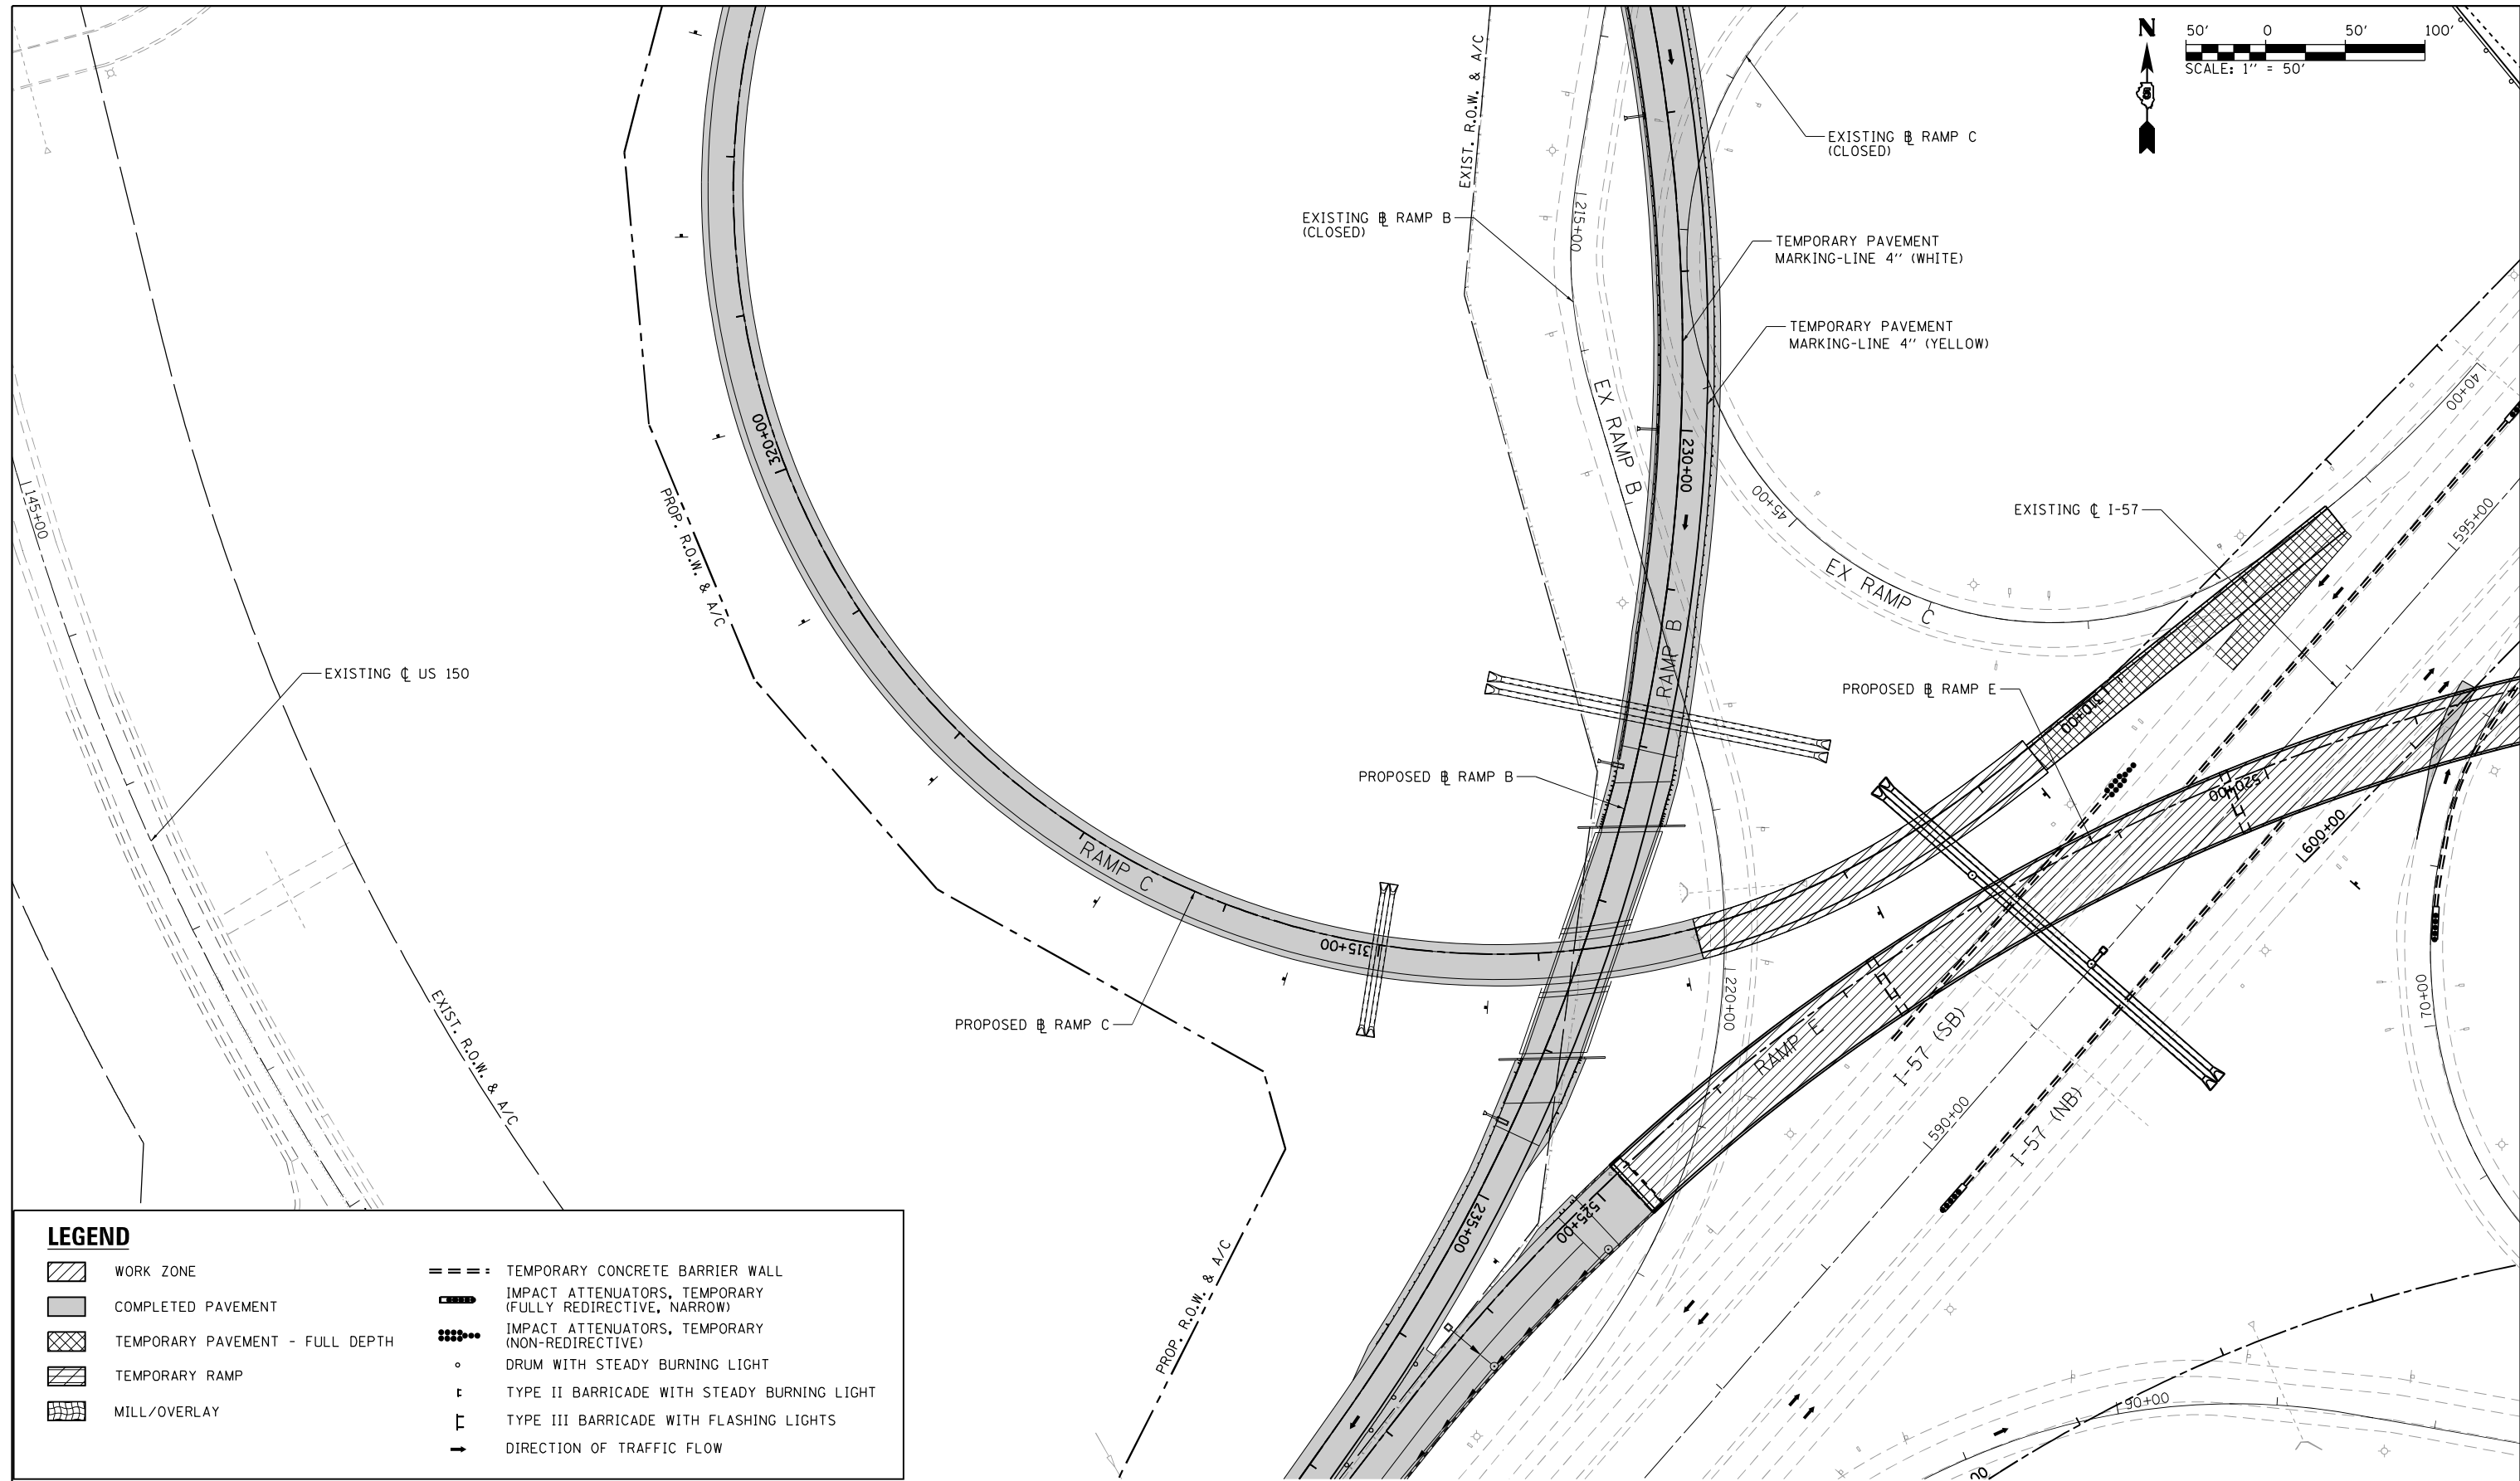 N
5
50' 0 50' 100'
SCALE: 1" = 50'
EXIST. R.O.W. & A/C
EXISTING ℄ RAMP C
(CLOSED)
EXISTING ℄ RAMP B
(CLOSED)
215+00
TEMPORARY PAVEMENT
MARKING-LINE 4" (WHITE)
TEMPORARY PAVEMENT
MARKING-LINE 4" (YELLOW)
EX RAMP B
40+00
320+00
230+00
45+00
145+00
PROP. R.O.W. & A/C
EXISTING ℄ I-57
595+00
EX RAMP C
RAMP B
EXISTING ℄ US 150
PROPOSED ℄ RAMP E
310+00
PROPOSED ℄ RAMP B
520+00
600+00
RAMP C
315+00
220+00
70+00
EXIST. R.O.W. & A/C
PROPOSED ℄ RAMP C
RAMP E
I-57 (SB)
590+00
I-57 (NB)
235+00
525+00
PROP. R.O.W. & A/C
90+00
00
LEGEND
WORK ZONE
COMPLETED PAVEMENT
TEMPORARY PAVEMENT - FULL DEPTH
TEMPORARY RAMP
MILL/OVERLAY
TEMPORARY CONCRETE BARRIER WALL
IMPACT ATTENUATORS, TEMPORARY
(FULLY REDIRECTIVE, NARROW)
IMPACT ATTENUATORS, TEMPORARY
(NON-REDIRECTIVE)
DRUM WITH STEADY BURNING LIGHT
TYPE II BARRICADE WITH STEADY BURNING LIGHT
TYPE III BARRICADE WITH FLASHING LIGHTS
DIRECTION OF TRAFFIC FLOW